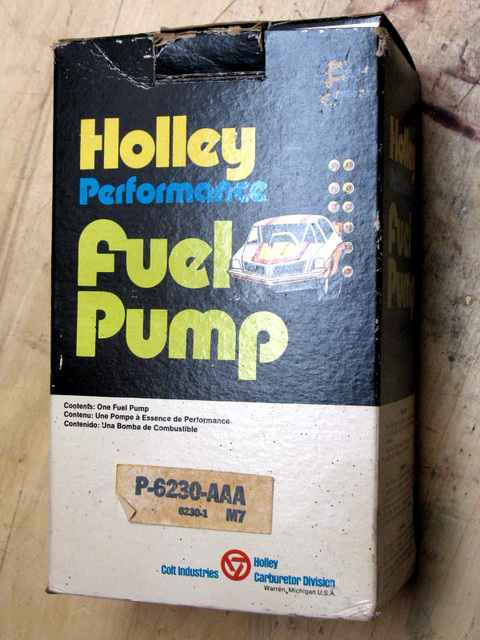 Holley
Performance
Fuel
Pump
Contents: One Fuel Pump
Contenu: Une Pompe à Essence de Performance
Contenido: Una Bomba de Combustible
P-6230-AAA
6230-1 M7
Colt Industries
Holley
Carburetor Division
Warren, Michigan U.S.A.
Holley
Fuel
Pump